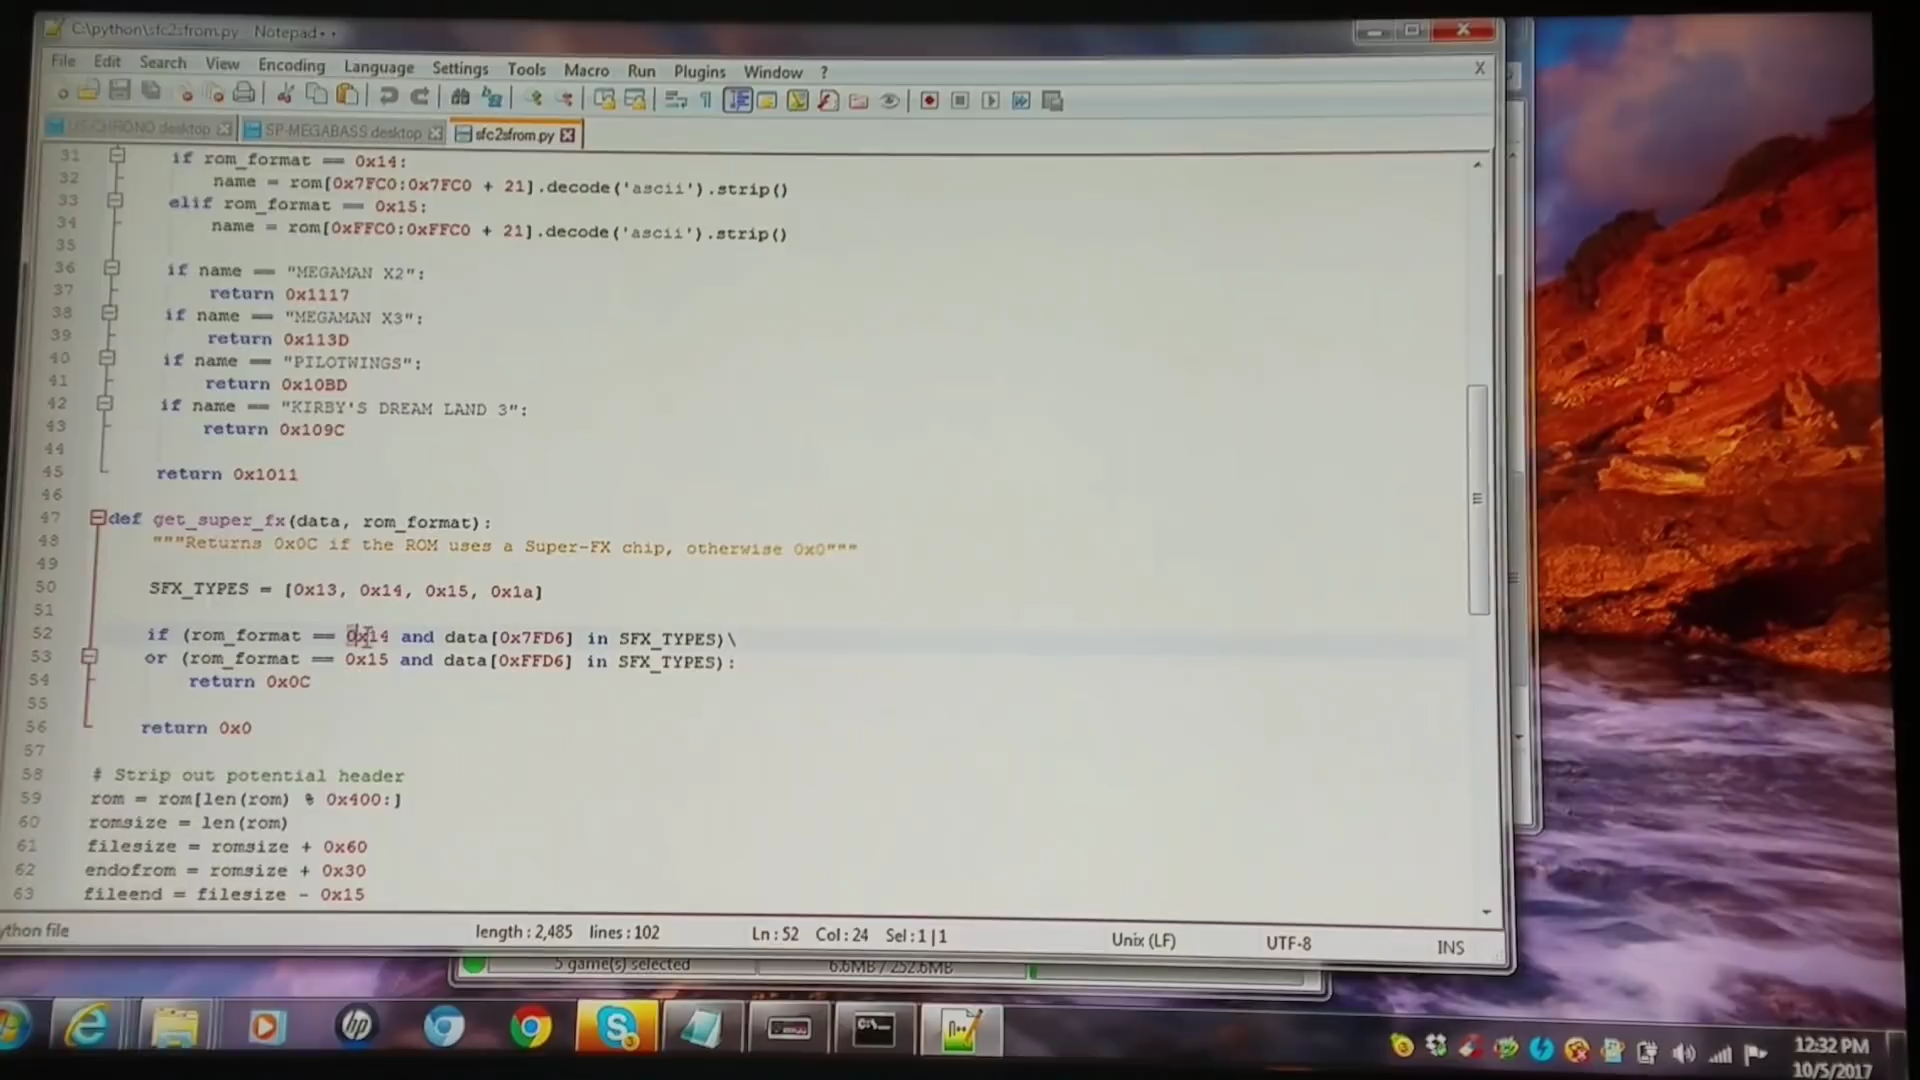 C:\python\sfc2sfrom.py - Notepad++
File Edit Search View Encoding Language Settings Tools Macro Run Plugins Window ? X
US-CHRONO desktop SP-MEGABASS desktop sfc2sfrom.py
31 if rom_format == 0x14:
32 name = rom[0x7FC0:0x7FC0 + 21].decode('ascii').strip()
33 elif rom_format == 0x15:
34 name = rom[0xFFC0:0xFFC0 + 21].decode('ascii').strip()
35
36 if name == "MEGAMAN X2":
37 return 0x1117
38 if name == "MEGAMAN X3":
39 return 0x113D
40 if name == "PILOTWINGS":
41 return 0x10BD
42 if name == "KIRBY'S DREAM LAND 3":
43 return 0x109C
44
45 return 0x1011
46
47 def get_super_fx(data, rom_format):
48 """Returns 0x0C if the ROM uses a Super-FX chip, otherwise 0x0"""
49
50 SFX_TYPES = [0x13, 0x14, 0x15, 0x1a]
51
52 if (rom_format == 0x14 and data[0x7FD6] in SFX_TYPES)\
53 or (rom_format == 0x15 and data[0xFFD6] in SFX_TYPES):
54 return 0x0C
55
56 return 0x0
57
58 # Strip out potential header
59 rom = rom[len(rom) % 0x400:]
60 romsize = len(rom)
61 filesize = romsize + 0x60
62 endofrom = romsize + 0x30
63 fileend = filesize - 0x15
ython file length : 2,485 lines : 102 Ln : 52 Col : 24 Sel : 1 | 1 Unix (LF) UTF-8 INS
5 game(s) selected 6.6MB / 252.6MB
hp
C:\
12:32 PM
10/5/2017